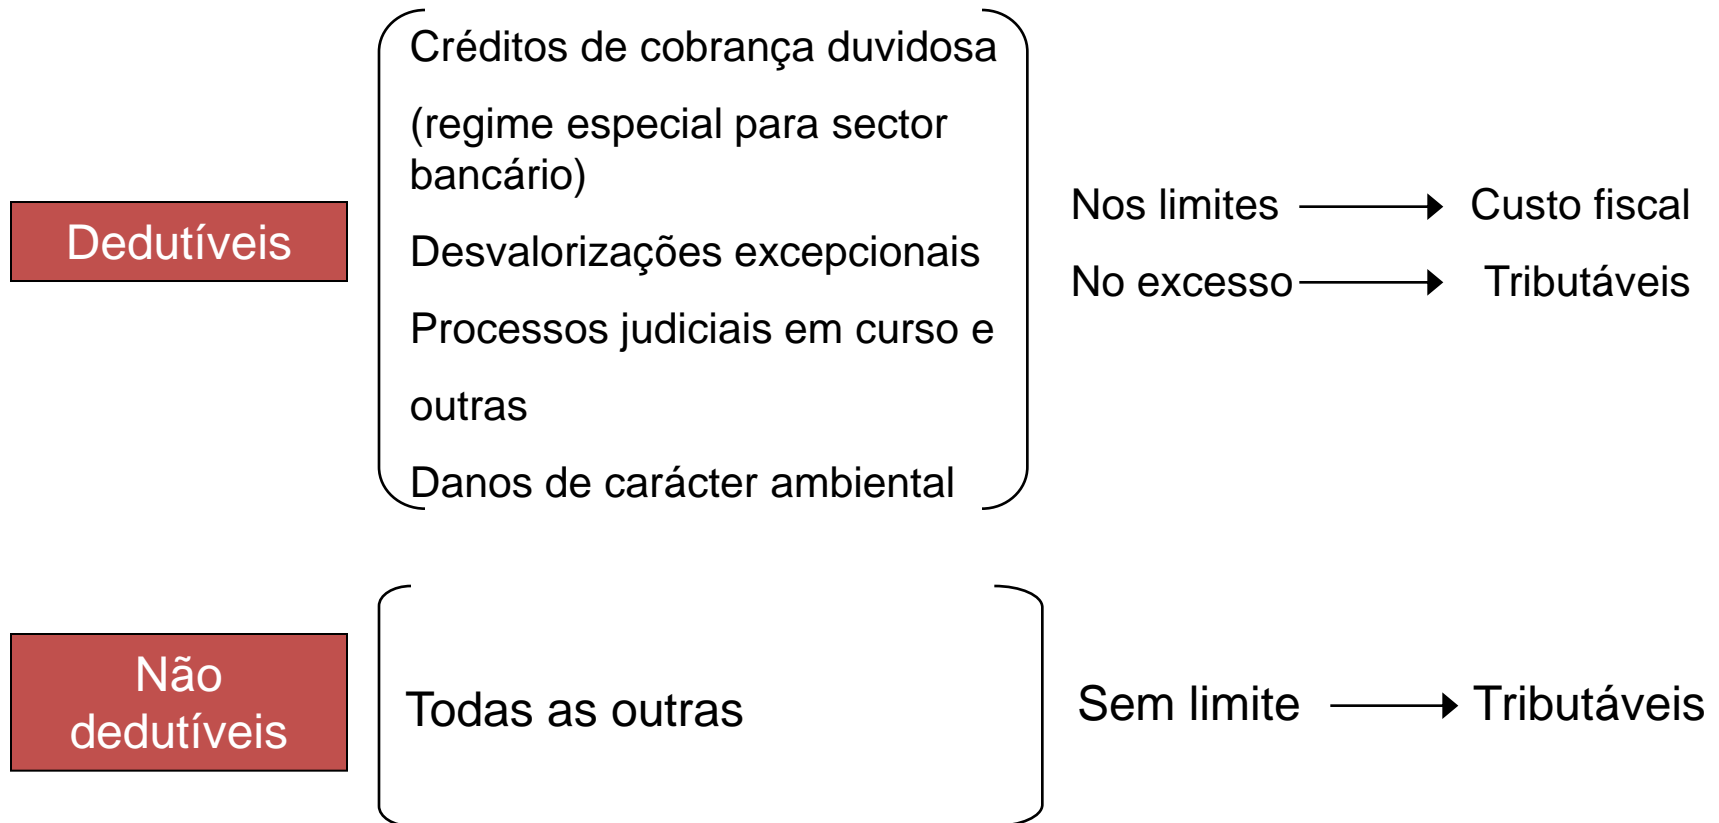 Dedutíveis
Créditos de cobrança duvidosa
(regime especial para sector
bancário)
Desvalorizações excepcionais
Processos judiciais em curso e
outras
Danos de carácter ambiental
Nos limites
Custo fiscal
No excesso
Tributáveis
Não
dedutíveis
Todas as outras
Sem limite
Tributáveis